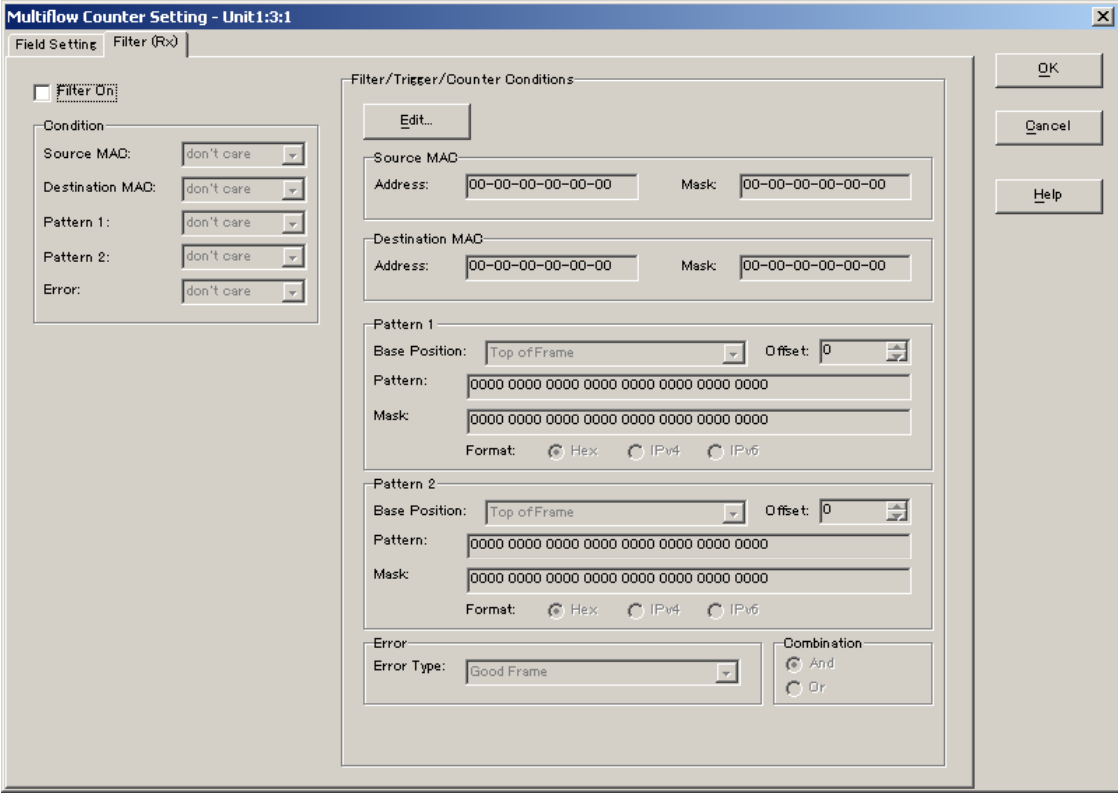 Multiflow Counter Setting - Unit1:3:1
Field Setting
Filter (Rx)
Filter On
Condition
Source MAC: don't care
Destination MAC: don't care
Pattern 1: don't care
Pattern 2: don't care
Error: don't care
Filter/Trigger/Counter Conditions
Edit...
Source MAC
Address: 00-00-00-00-00-00 Mask: 00-00-00-00-00-00
Destination MAC
Address: 00-00-00-00-00-00 Mask: 00-00-00-00-00-00
Pattern 1
Base Position: Top of Frame Offset: 0
Pattern: 0000 0000 0000 0000 0000 0000 0000 0000
Mask: 0000 0000 0000 0000 0000 0000 0000 0000
Format: Hex IPv4 IPv6
Pattern 2
Base Position: Top of Frame Offset: 0
Pattern: 0000 0000 0000 0000 0000 0000 0000 0000
Mask: 0000 0000 0000 0000 0000 0000 0000 0000
Format: Hex IPv4 IPv6
Error
Error Type: Good Frame
Combination
And
Or
OK
Cancel
Help